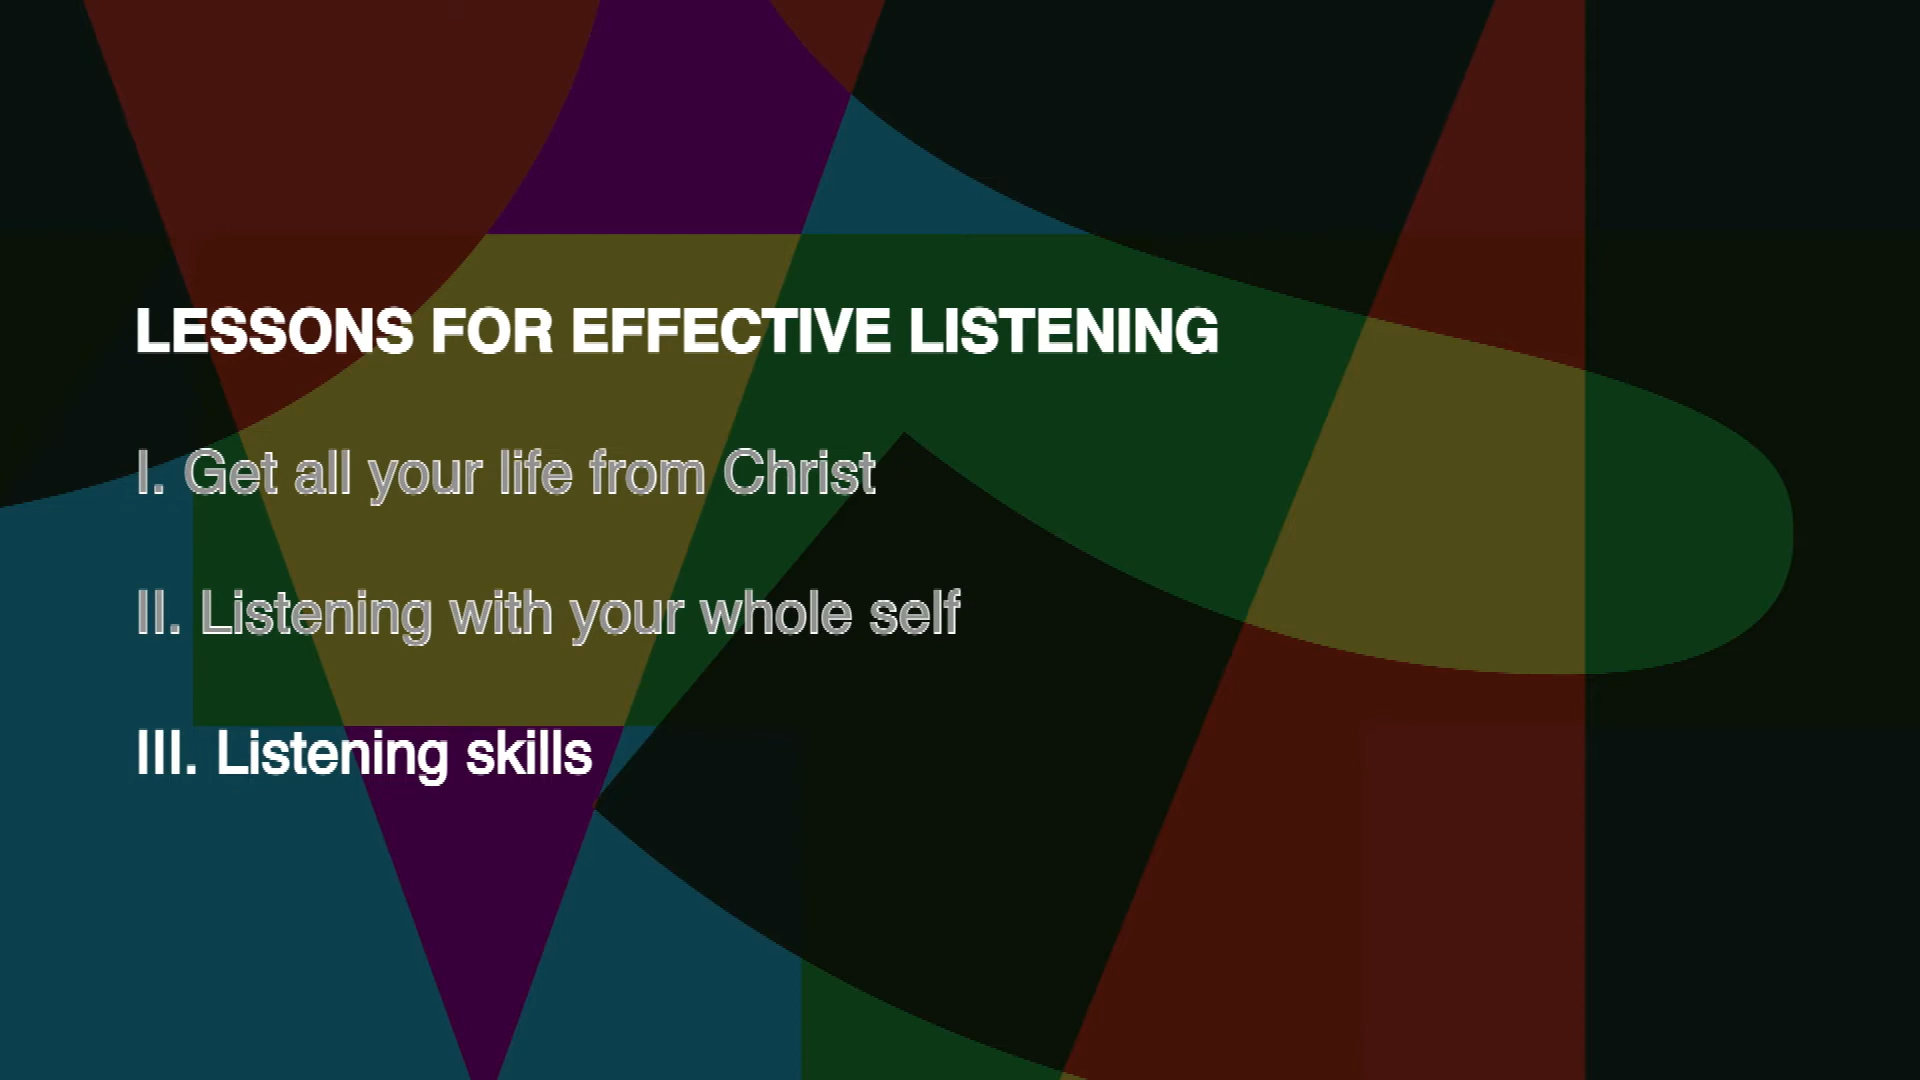 LESSONS FOR EFFECTIVE LISTENING
I. Get all your life from Christ
II. Listening with your whole self
III. Listening skills